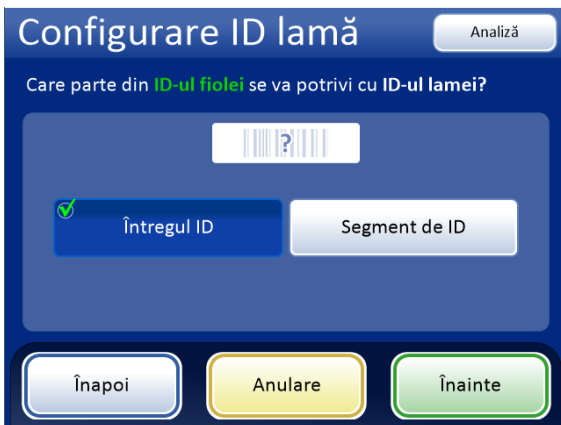 Configurare ID lamă
Analiză
Care parte din ID-ul fiolei se va potrivi cu ID-ul lamei?
?
Întregul ID
Segment de ID
Înapoi
Anulare
Înainte